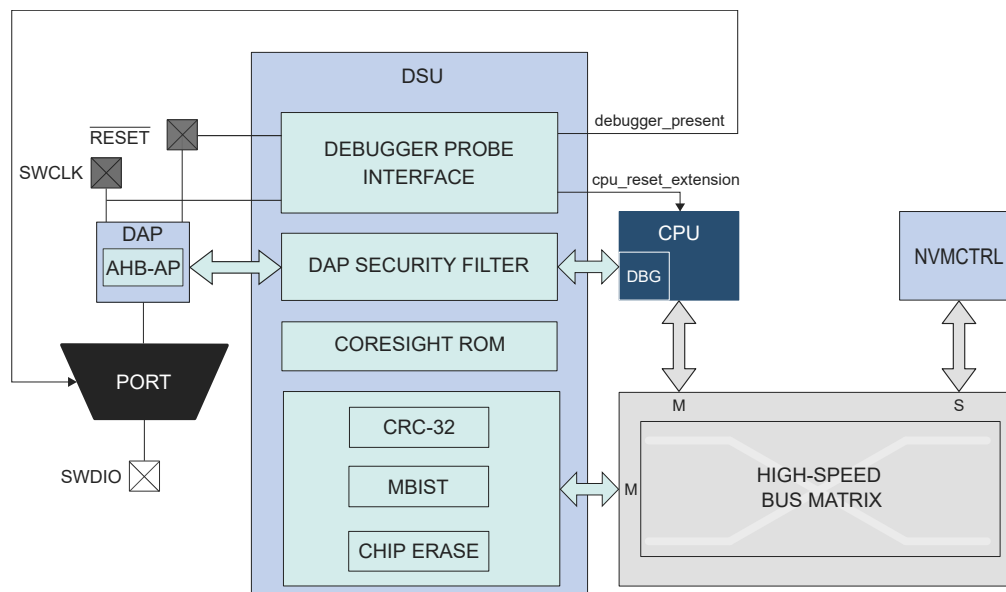 DSU
debugger_present
RESET
DEBUGGER PROBE
INTERFACE
SWCLK
cpu_reset_extension
DAP
AHB-AP
DAP SECURITY FILTER
CPU
DBG
NVMCTRL
CORESIGHT ROM
PORT
M
S
CRC-32
SWDIO
MBIST
M
HIGH-SPEED
BUS MATRIX
CHIP ERASE